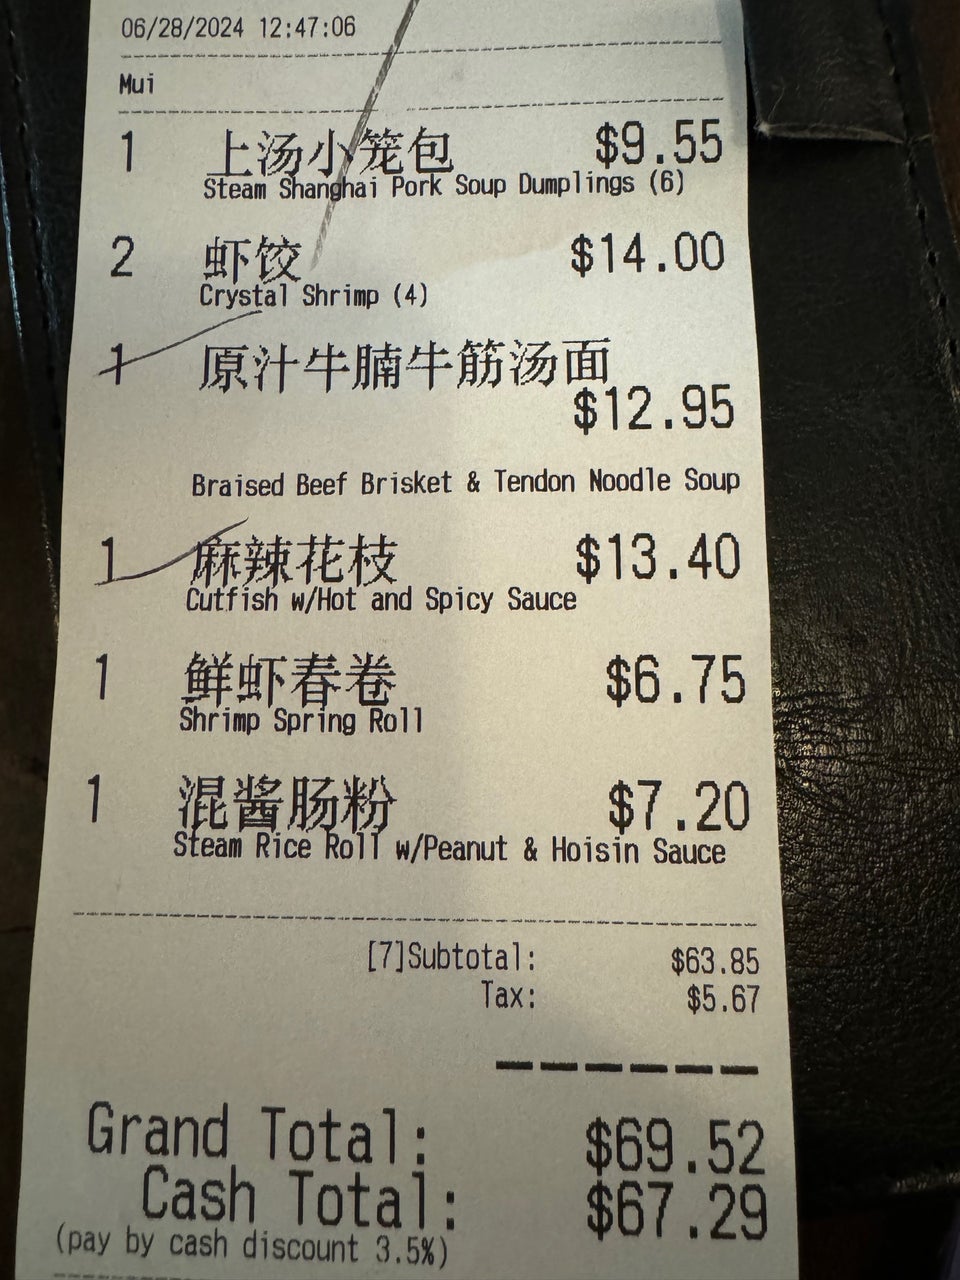 06/28/2024 12:47:06
Mui
1 上汤小笼包 $9.55
Steam Shanghai Pork Soup Dumplings (6)
2 虾饺 $14.00
Crystal Shrimp (4)
1 原汁牛腩牛筋汤面
$12.95
Braised Beef Brisket & Tendon Noodle Soup
1 麻辣花枝 $13.40
Cutfish w/Hot and Spicy Sauce
1 鲜虾春卷 $6.75
Shrimp Spring Roll
1 混酱肠粉 $7.20
Steam Rice Roll w/Peanut & Hoisin Sauce
[7]Subtotal: $63.85
Tax: $5.67
Grand Total: $69.52
Cash Total: $67.29
(pay by cash discount 3.5%)